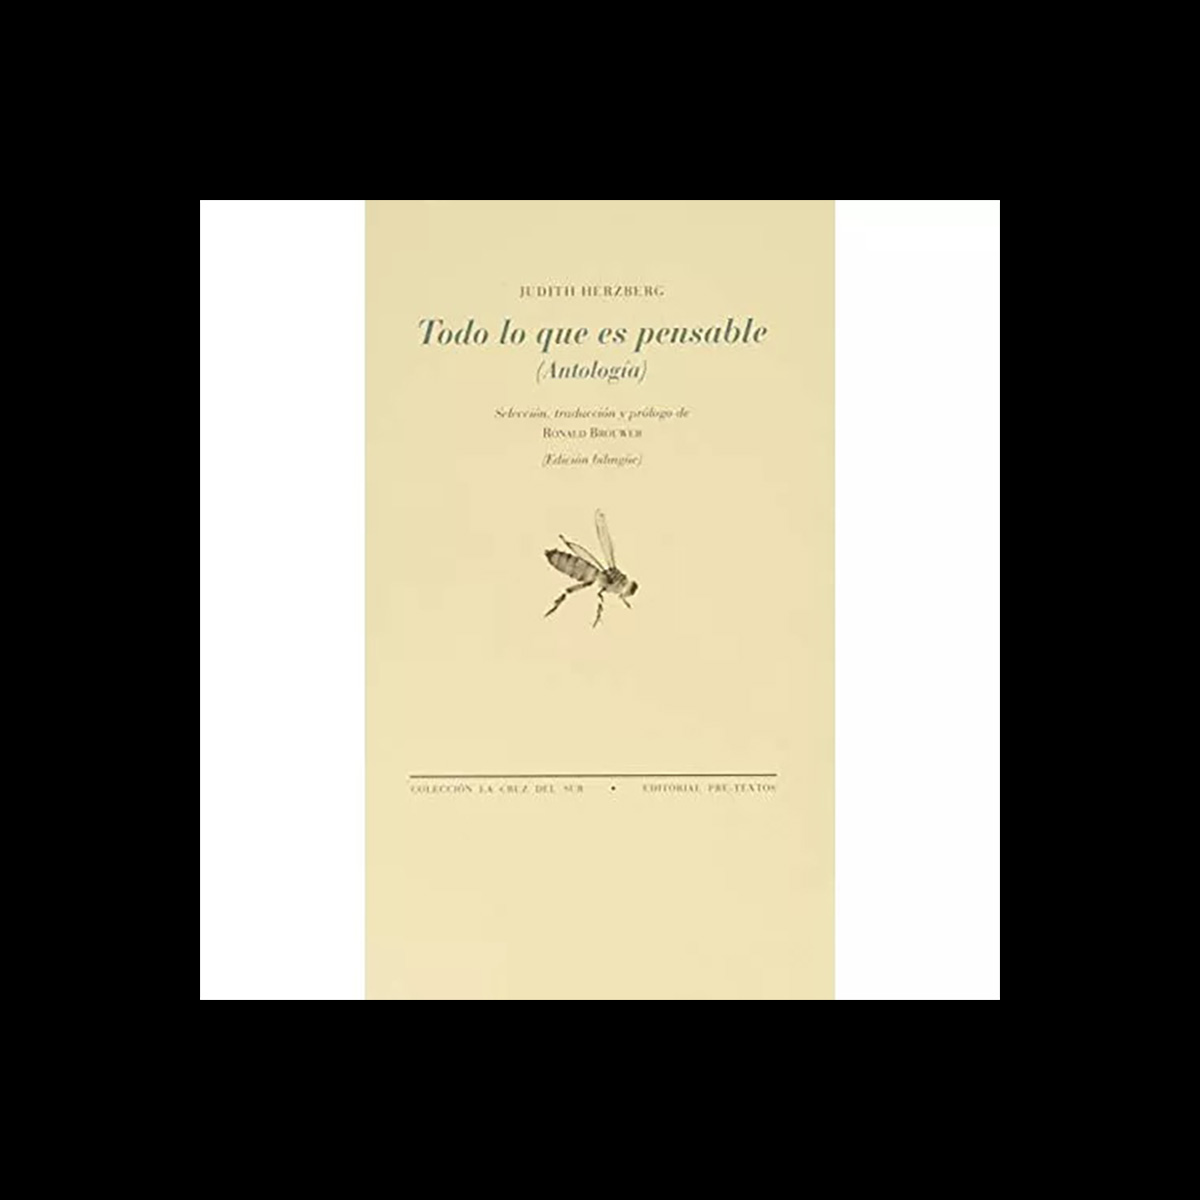 JUDITH HERZBERG
Todo lo que es pensable
(Antología)
Selección, traducción y prólogo de
RONALD BROUWER
(Edición bilingüe)
COLECCIÓN LA CRUZ DEL SUR • EDITORIAL PRE-TEXTOS